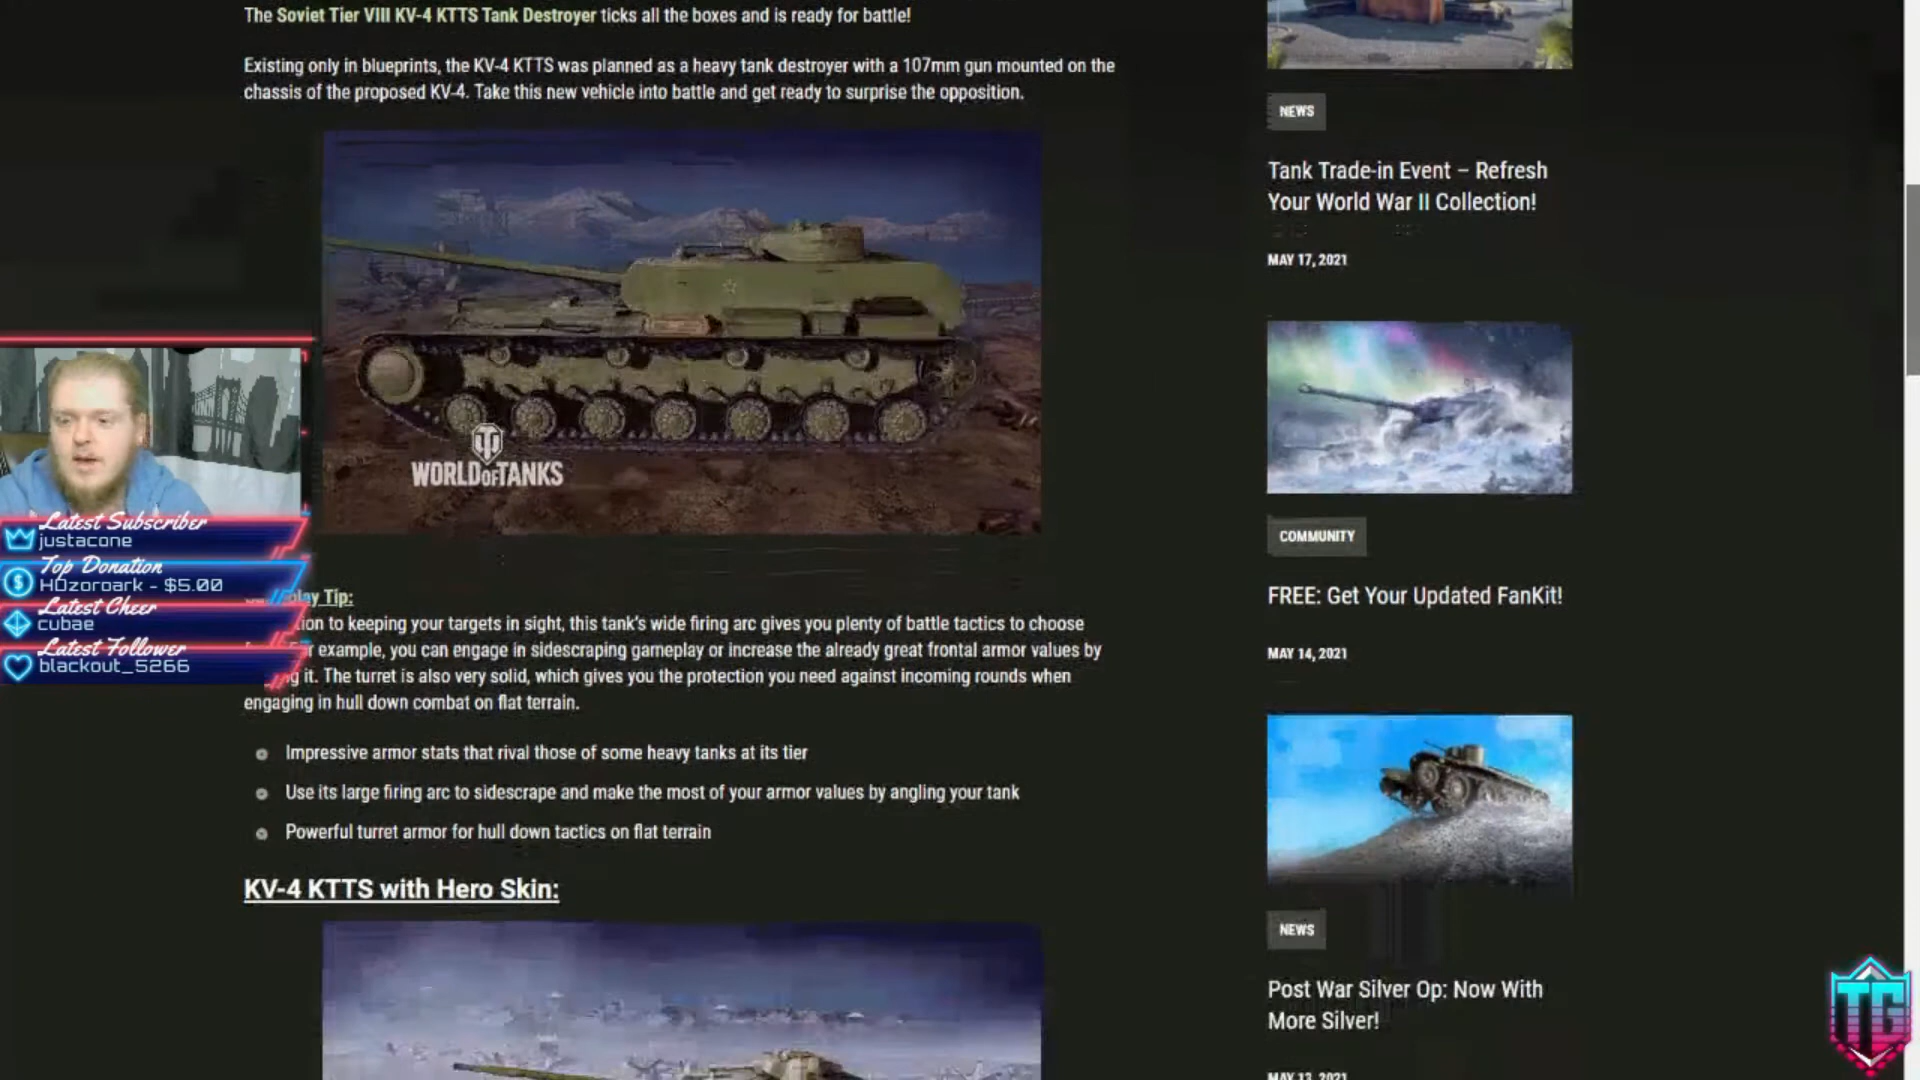 The Soviet Tier VIII KV-4 KTTS Tank Destroyer ticks all the boxes and is ready for battle!
Existing only in blueprints, the KV-4 KTTS was planned as a heavy tank destroyer with a 107mm gun mounted on the
chassis of the proposed KV-4. Take this new vehicle into battle and get ready to surprise the opposition.
WORLD OF TANKS
Tip:
to keeping your targets in sight, this tank's wide firing arc gives you plenty of battle tactics to choose
example, you can engage in sidescraping gameplay or increase the already great frontal armor values by
it. The turret is also very solid, which gives you the protection you need against incoming rounds when
engaging in hull down combat on flat terrain.
Impressive armor stats that rival those of some heavy tanks at its tier
Use its large firing arc to sidescrape and make the most of your armor values by angling your tank
Powerful turret armor for hull down tactics on flat terrain
KV-4 KTTS with Hero Skin:
Latest Subscriber
justacone
Top Donation
HDzoroark - $5.00
Latest Cheer
cubae
Latest Follower
blackout_5266
NEWS
Tank Trade-in Event – Refresh
Your World War II Collection!
MAY 17, 2021
COMMUNITY
FREE: Get Your Updated FanKit!
MAY 14, 2021
NEWS
Post War Silver Op: Now With
More Silver!
MAY 13, 2021
TG